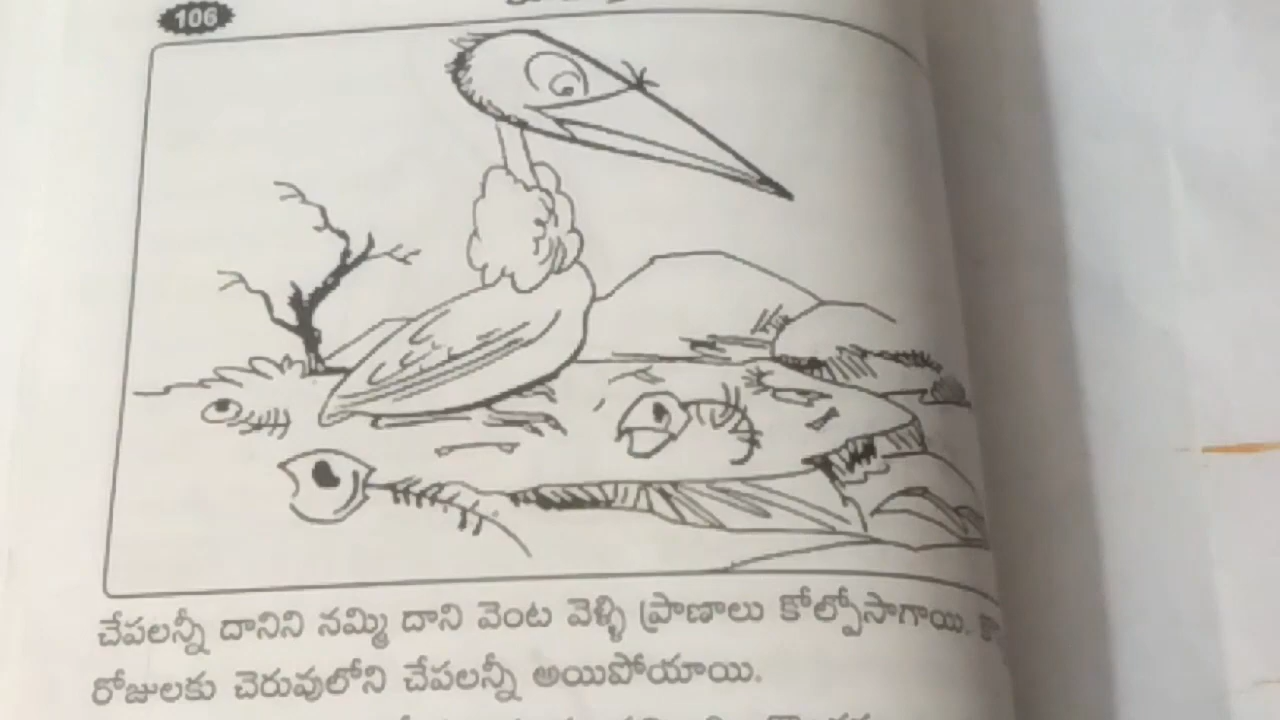 106
చేపలన్నీ దానిని నమ్మి దాని వెంట వెళ్ళి ప్రాణాలు కోల్పోసాగాయి.
రోజులకు చెరువులోని చేపలన్నీ అయిపోయాయి.